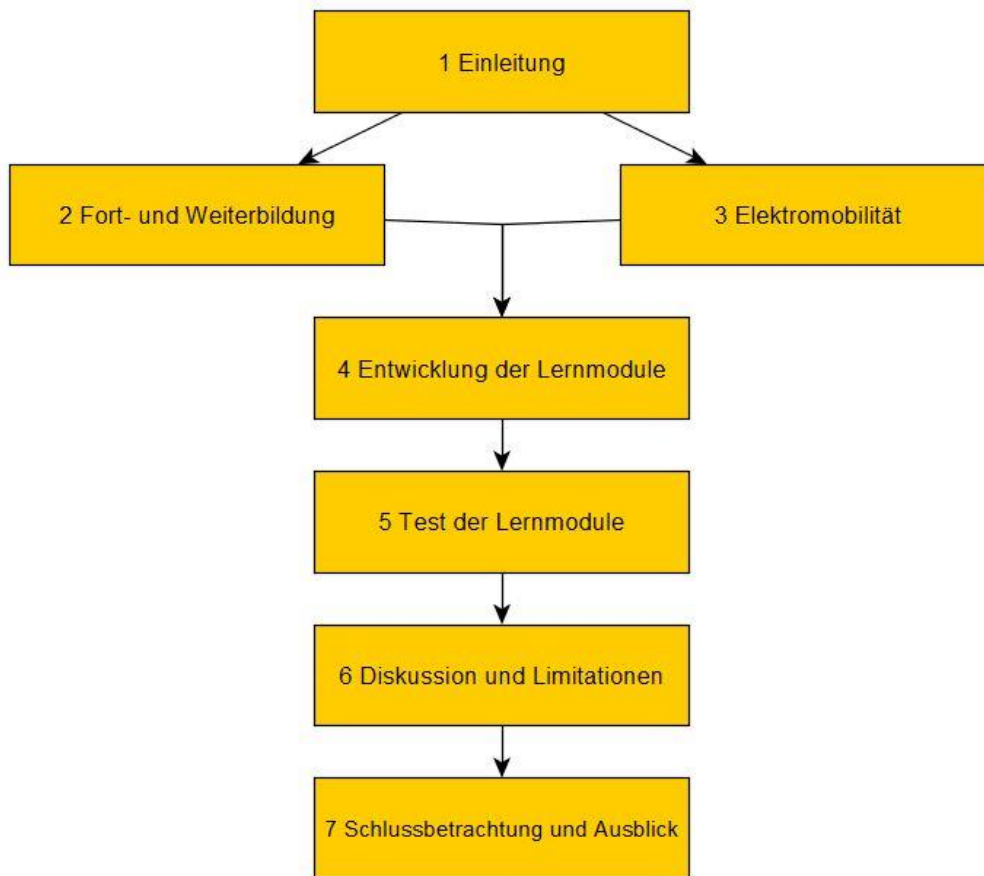 1 Einleitung
2 Fort- und Weiterbildung
3 Elektromobilität
4 Entwicklung der Lernmodule
5 Test der Lernmodule
6 Diskussion und Limitationen
7 Schlussbetrachtung und Ausblick